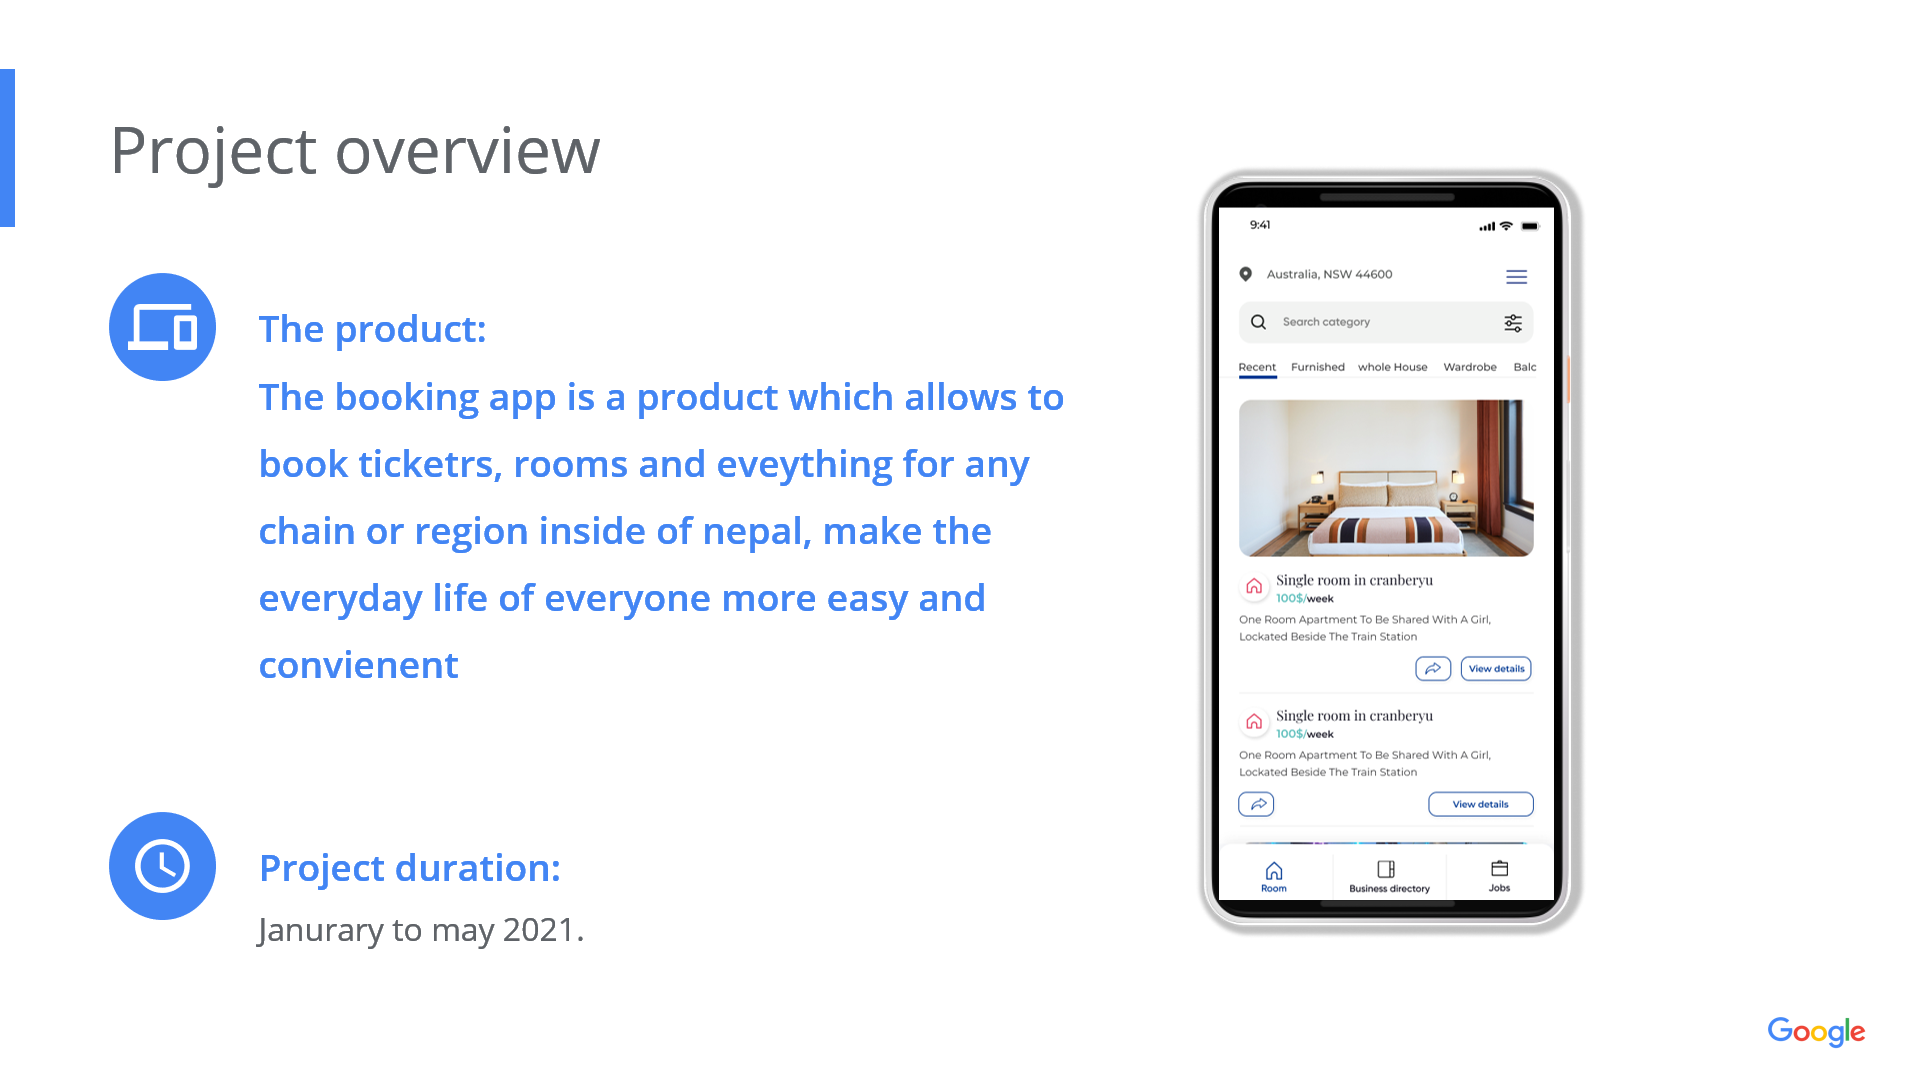 Project overview
The product:
The booking app is a product which allows to
book ticketrs, rooms and eveything for any
chain or region inside of nepal, make the
everyday life of everyone more easy and
convienent
Project duration:
Janurary to may 2021.
9:41
Australia, NSW 44600
Search category
Recent Furnished whole House Wardrobe Balc
Single room in cranberyu
100$/week
One Room Apartment To Be Shared With A Girl,
Lockated Beside The Train Station
View details
Single room in cranberyu
100$/week
One Room Apartment To Be Shared With A Girl,
Lockated Beside The Train Station
View details
Room Business directory Jobs
Google